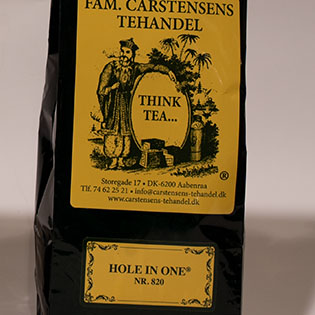 FAM. CARSTENSENS
TEHANDEL
THINK
TEA...
®
Storegade 17 • DK-6200 Aabenraa
Tlf. 74 62 25 21 • info@carstensens-tehandel.dk
www.carstensens-tehandel.dk
HOLE IN ONE®
NR. 820